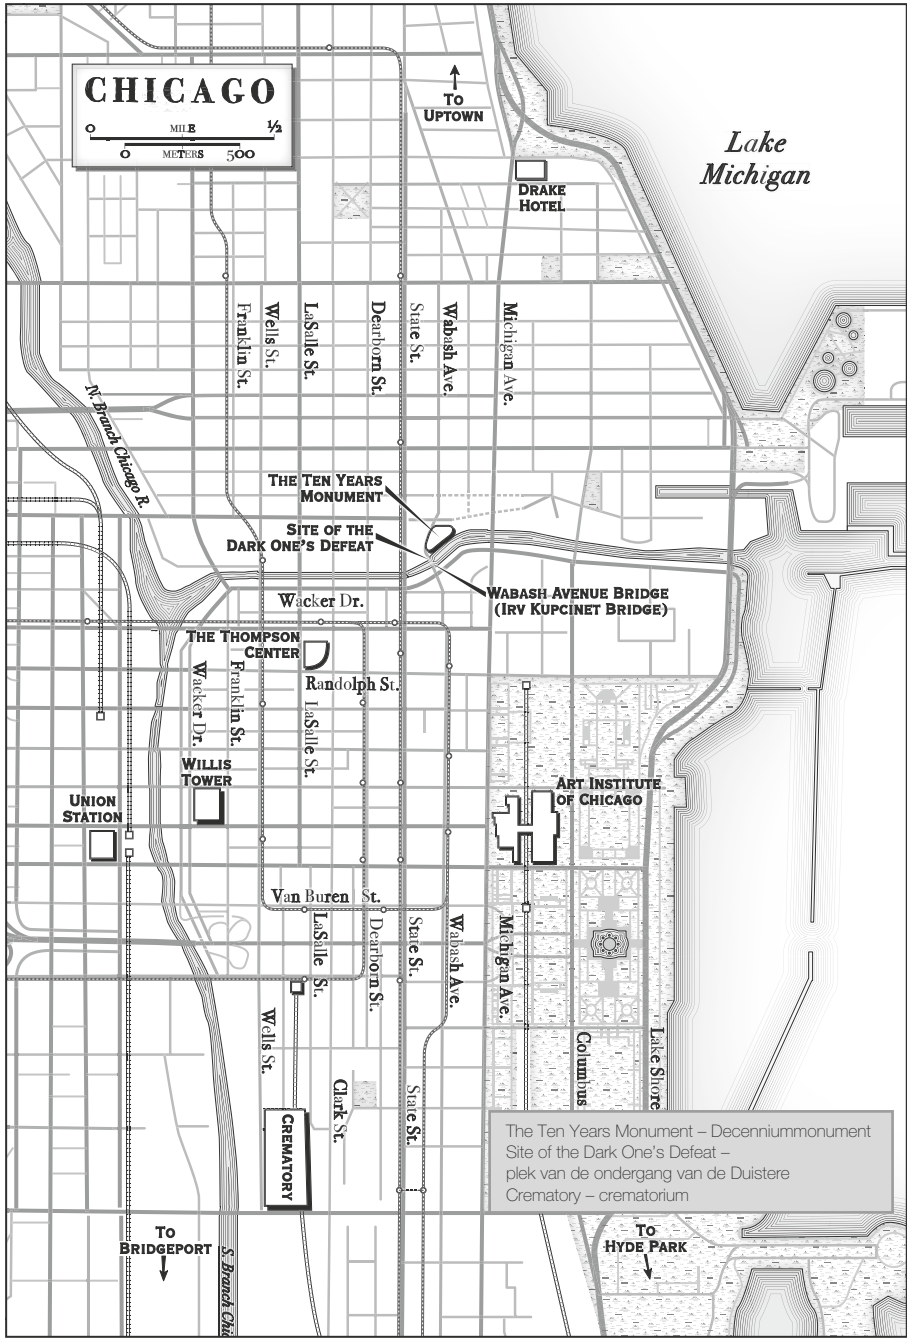 CHICAGO
0 MILE ½
0 METERS 500
TO
UPTOWN
Lake
Michigan
DRAKE
HOTEL
Franklin St.
Wells St.
LaSalle St.
Dearborn St.
State St.
Wabash Ave.
Michigan Ave.
N. Branch Chicago R.
THE TEN YEARS
MONUMENT
SITE OF THE
DARK ONE'S DEFEAT
WABASH AVENUE BRIDGE
(IRV KUPCINET BRIDGE)
Wacker Dr.
THE THOMPSON
CENTER
Randolph St.
Wacker Dr.
Franklin St.
LaSalle St.
WILLIS
TOWER
UNION
STATION
ART INSTITUTE
OF CHICAGO
Van Buren St.
LaSalle St.
Dearborn St.
State St.
Wabash Ave.
Michigan Ave.
Wells St.
Clark St.
State St.
Columbus
Lake Shore
CREMATORY
The Ten Years Monument – Decenniummonument
Site of the Dark One's Defeat –
plek van de ondergang van de Duistere
Crematory – crematorium
TO
BRIDGEPORT
S. Branch Chi
TO
HYDE PARK